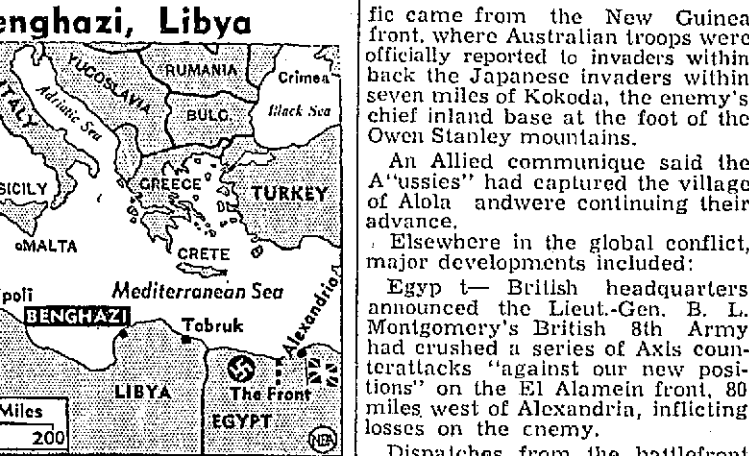 enghazi, Libya
YUGOSLAVIA
RUMANIA
Crimea
ITALY
Adriatic Sea
BULG.
Black Sea
SICILY
GREECE
TURKEY
MALTA
CRETE
poli
Mediterranean Sea
BENGHAZI
Tobruk
Alexandria
LIBYA
The Front
EGYPT
Miles
200
NEA
fic came from the New Guinea
front, where Australian troops were
officially reported to invaders within
back the Japanese invaders within
seven miles of Kokoda, the enemy's
chief inland base at the foot of the
Owen Stanley mountains.
An Allied communique said the
A"ussies" had captured the village
of Alola andwere continuing their
advance.
Elsewhere in the global conflict,
major developments included:
Egyp t— British headquarters
announced the Lieut.-Gen. B. L.
Montgomery's British 8th Army
had crushed a series of Axis coun-
terattacks "against our new posi-
tions" on the El Alamein front, 80
miles west of Alexandria, inflicting
losses on the enemy.
Dispatches from the battlefront